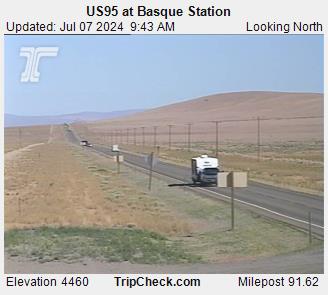 US95 at Basque Station
Updated: Jul 07 2024 9:43 AM Looking North
Elevation 4460 TripCheck.com Milepost 91.62